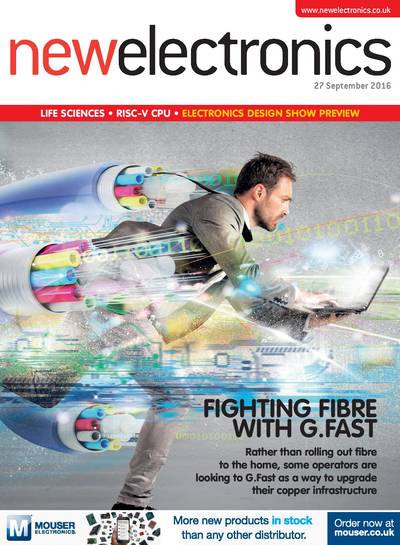 www.newelectronics.co.uk
newelectronics
27 September 2016
LIFE SCIENCES • RISC-V CPU • ELECTRONICS DESIGN SHOW PREVIEW
FIGHTING FIBRE
WITH G.FAST
Rather than rolling out fibre
to the home, some operators are
looking to G.Fast as a way to upgrade
their copper infrastructure
M MOUSER
ELECTRONICS
More new products in stock
than any other distributor.
Order now at
mouser.co.uk